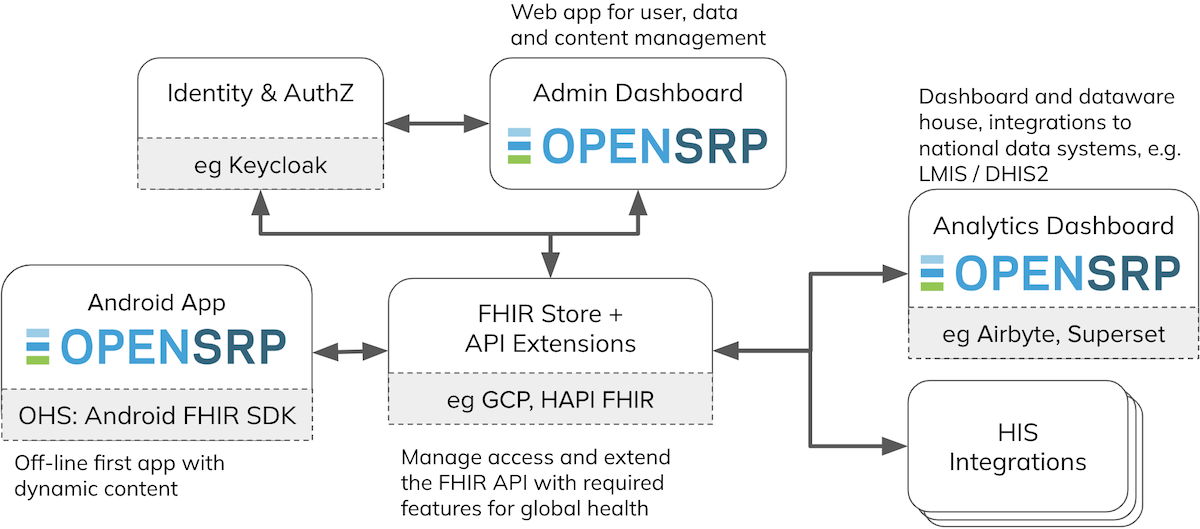 Web app for user, data
and content management
Identity & AuthZ
eg Keycloak
Admin Dashboard
OPENSRP
Dashboard and dataware
house, integrations to
national data systems, e.g.
LMIS / DHIS2
Analytics Dashboard
OPENSRP
eg Airbyte, Superset
Android App
OPENSRP
OHS: Android FHIR SDK
Off-line first app with
dynamic content
FHIR Store +
API Extensions
eg GCP, HAPI FHIR
Manage access and extend
the FHIR API with required
features for global health
HIS
Integrations